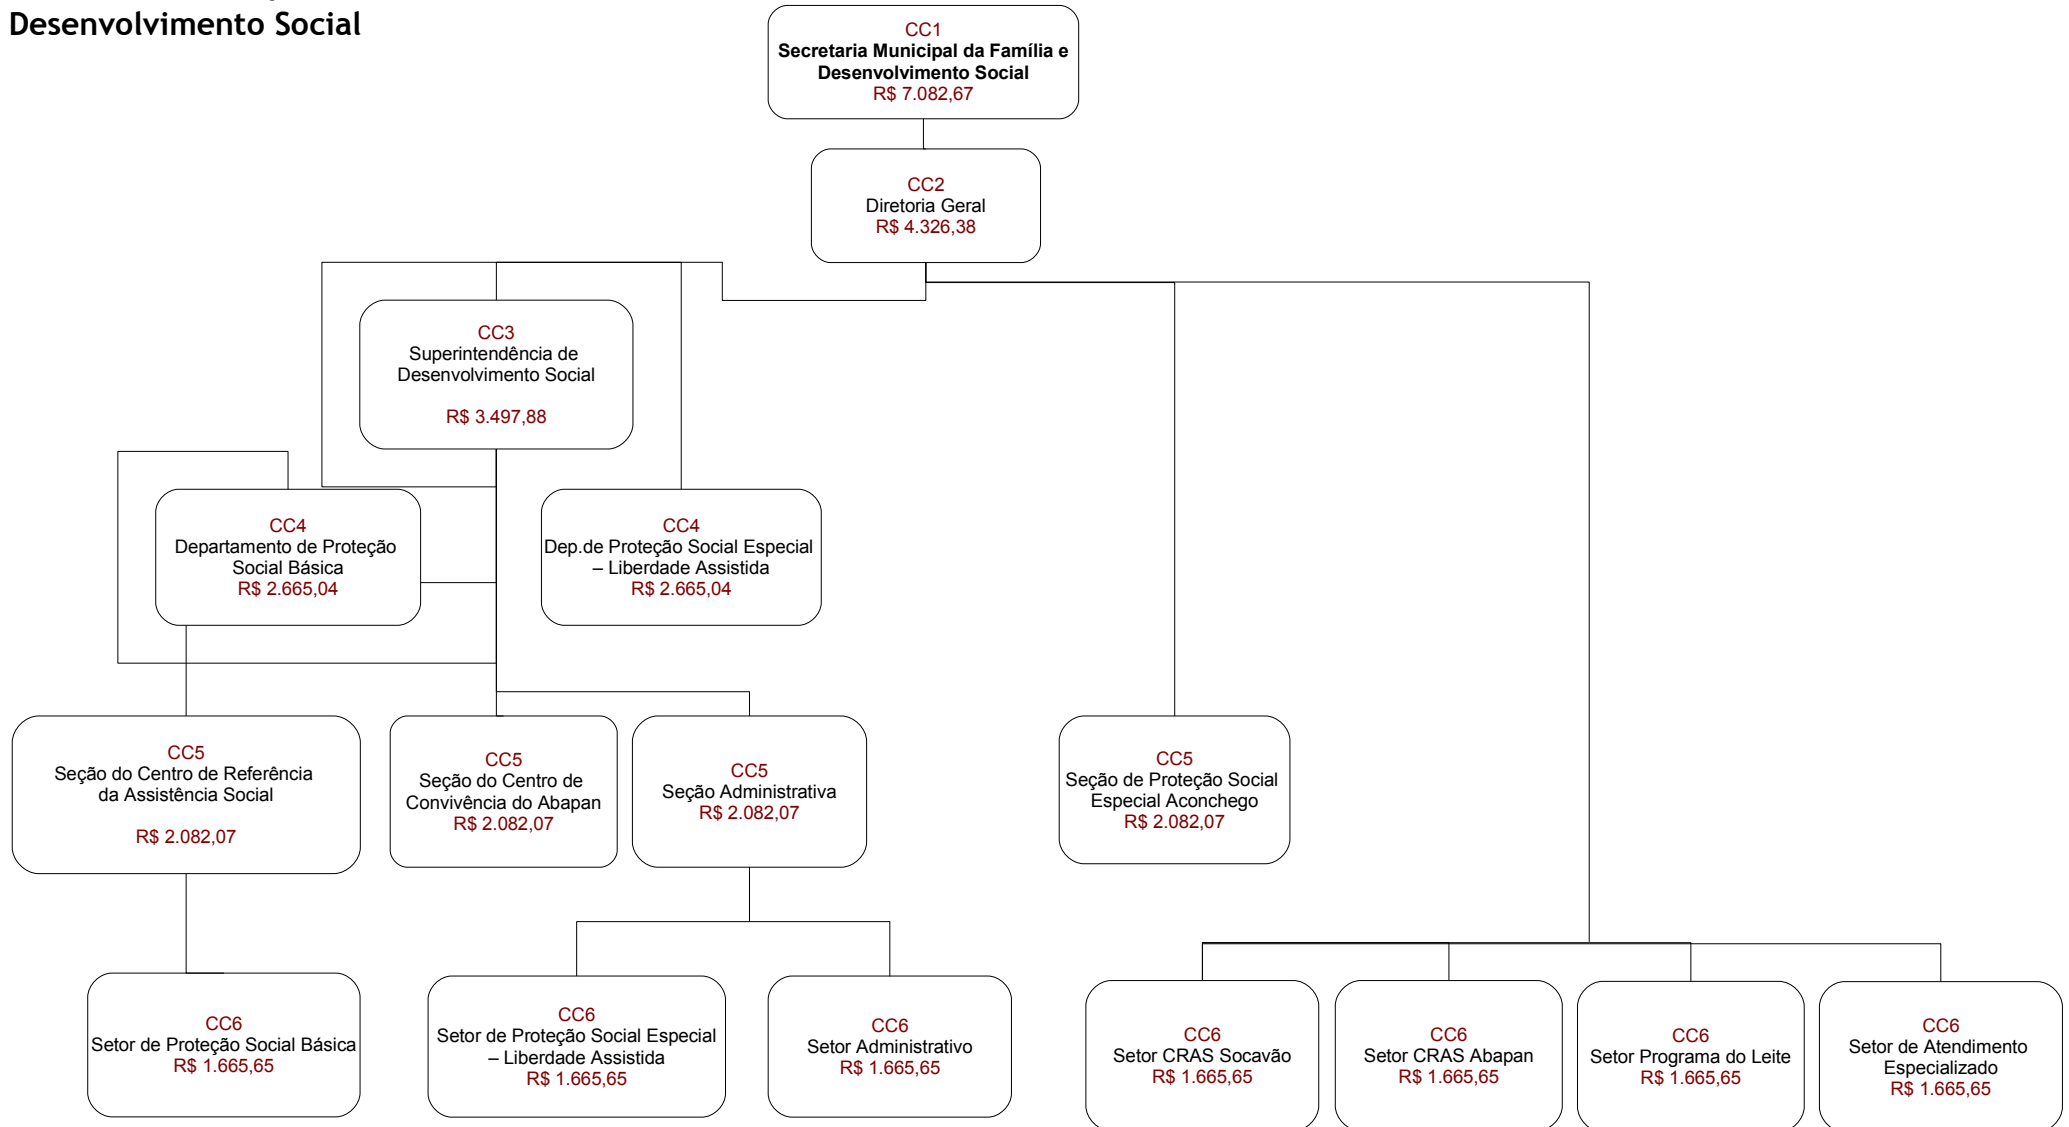 Desenvolvimento Social
CC1
Secretaria Municipal da Família e
Desenvolvimento Social
R$ 7.082,67
CC2
Diretoria Geral
R$ 4.326,38
CC3
Superintendência de
Desenvolvimento Social
R$ 3.497,88
CC4
Departamento de Proteção
Social Básica
R$ 2.665,04
CC4
Dep.de Proteção Social Especial
– Liberdade Assistida
R$ 2.665,04
CC5
Seção do Centro de Referência
da Assistência Social
R$ 2.082,07
CC5
Seção do Centro de
Convivência do Abapan
R$ 2.082,07
CC5
Seção Administrativa
R$ 2.082,07
CC5
Seção de Proteção Social
Especial Aconchego
R$ 2.082,07
CC6
Setor de Proteção Social Básica
R$ 1.665,65
CC6
Setor de Proteção Social Especial
– Liberdade Assistida
R$ 1.665,65
CC6
Setor Administrativo
R$ 1.665,65
CC6
Setor CRAS Socavão
R$ 1.665,65
CC6
Setor CRAS Abapan
R$ 1.665,65
CC6
Setor Programa do Leite
R$ 1.665,65
CC6
Setor de Atendimento
Especializado
R$ 1.665,65